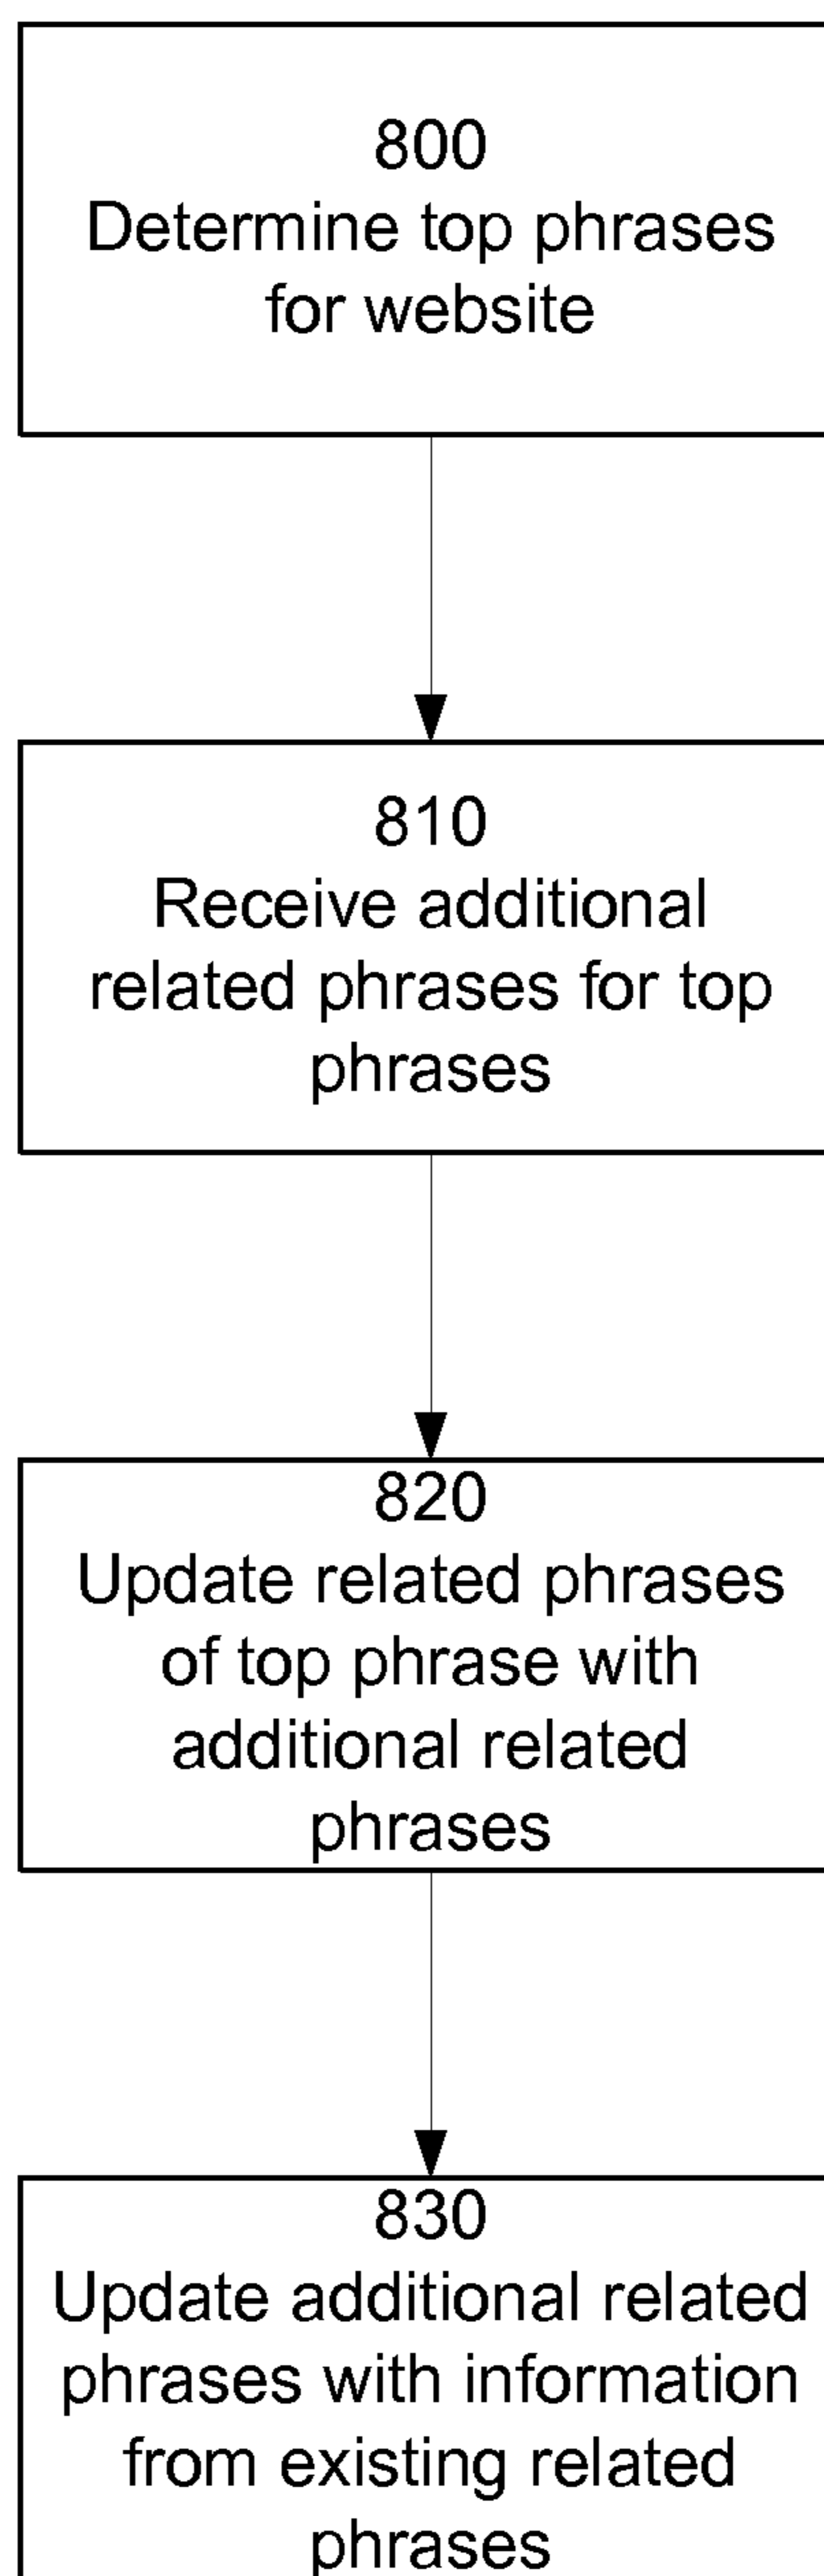 800
Determine top phrases
for website
810
Receive additional
related phrases for top
phrases
820
Update related phrases
of top phrase with
additional related
phrases
830
Update additional related
phrases with information
from existing related
phrases